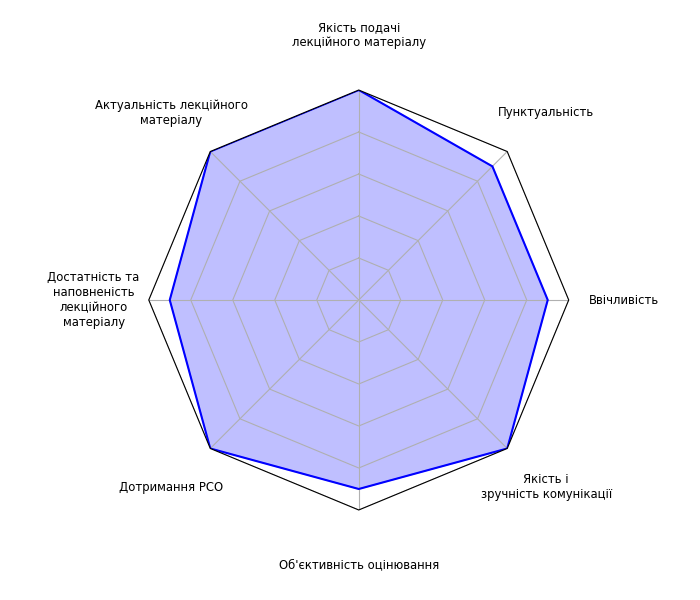 Якість подачі
лекційного матеріалу
Актуальність лекційного
матеріалу
Пунктуальність
Достатність та
наповненість
лекційного
матеріалу
Ввічливість
Дотримання РСО
Якість і
зручність комунікації
Об'єктивність оцінювання